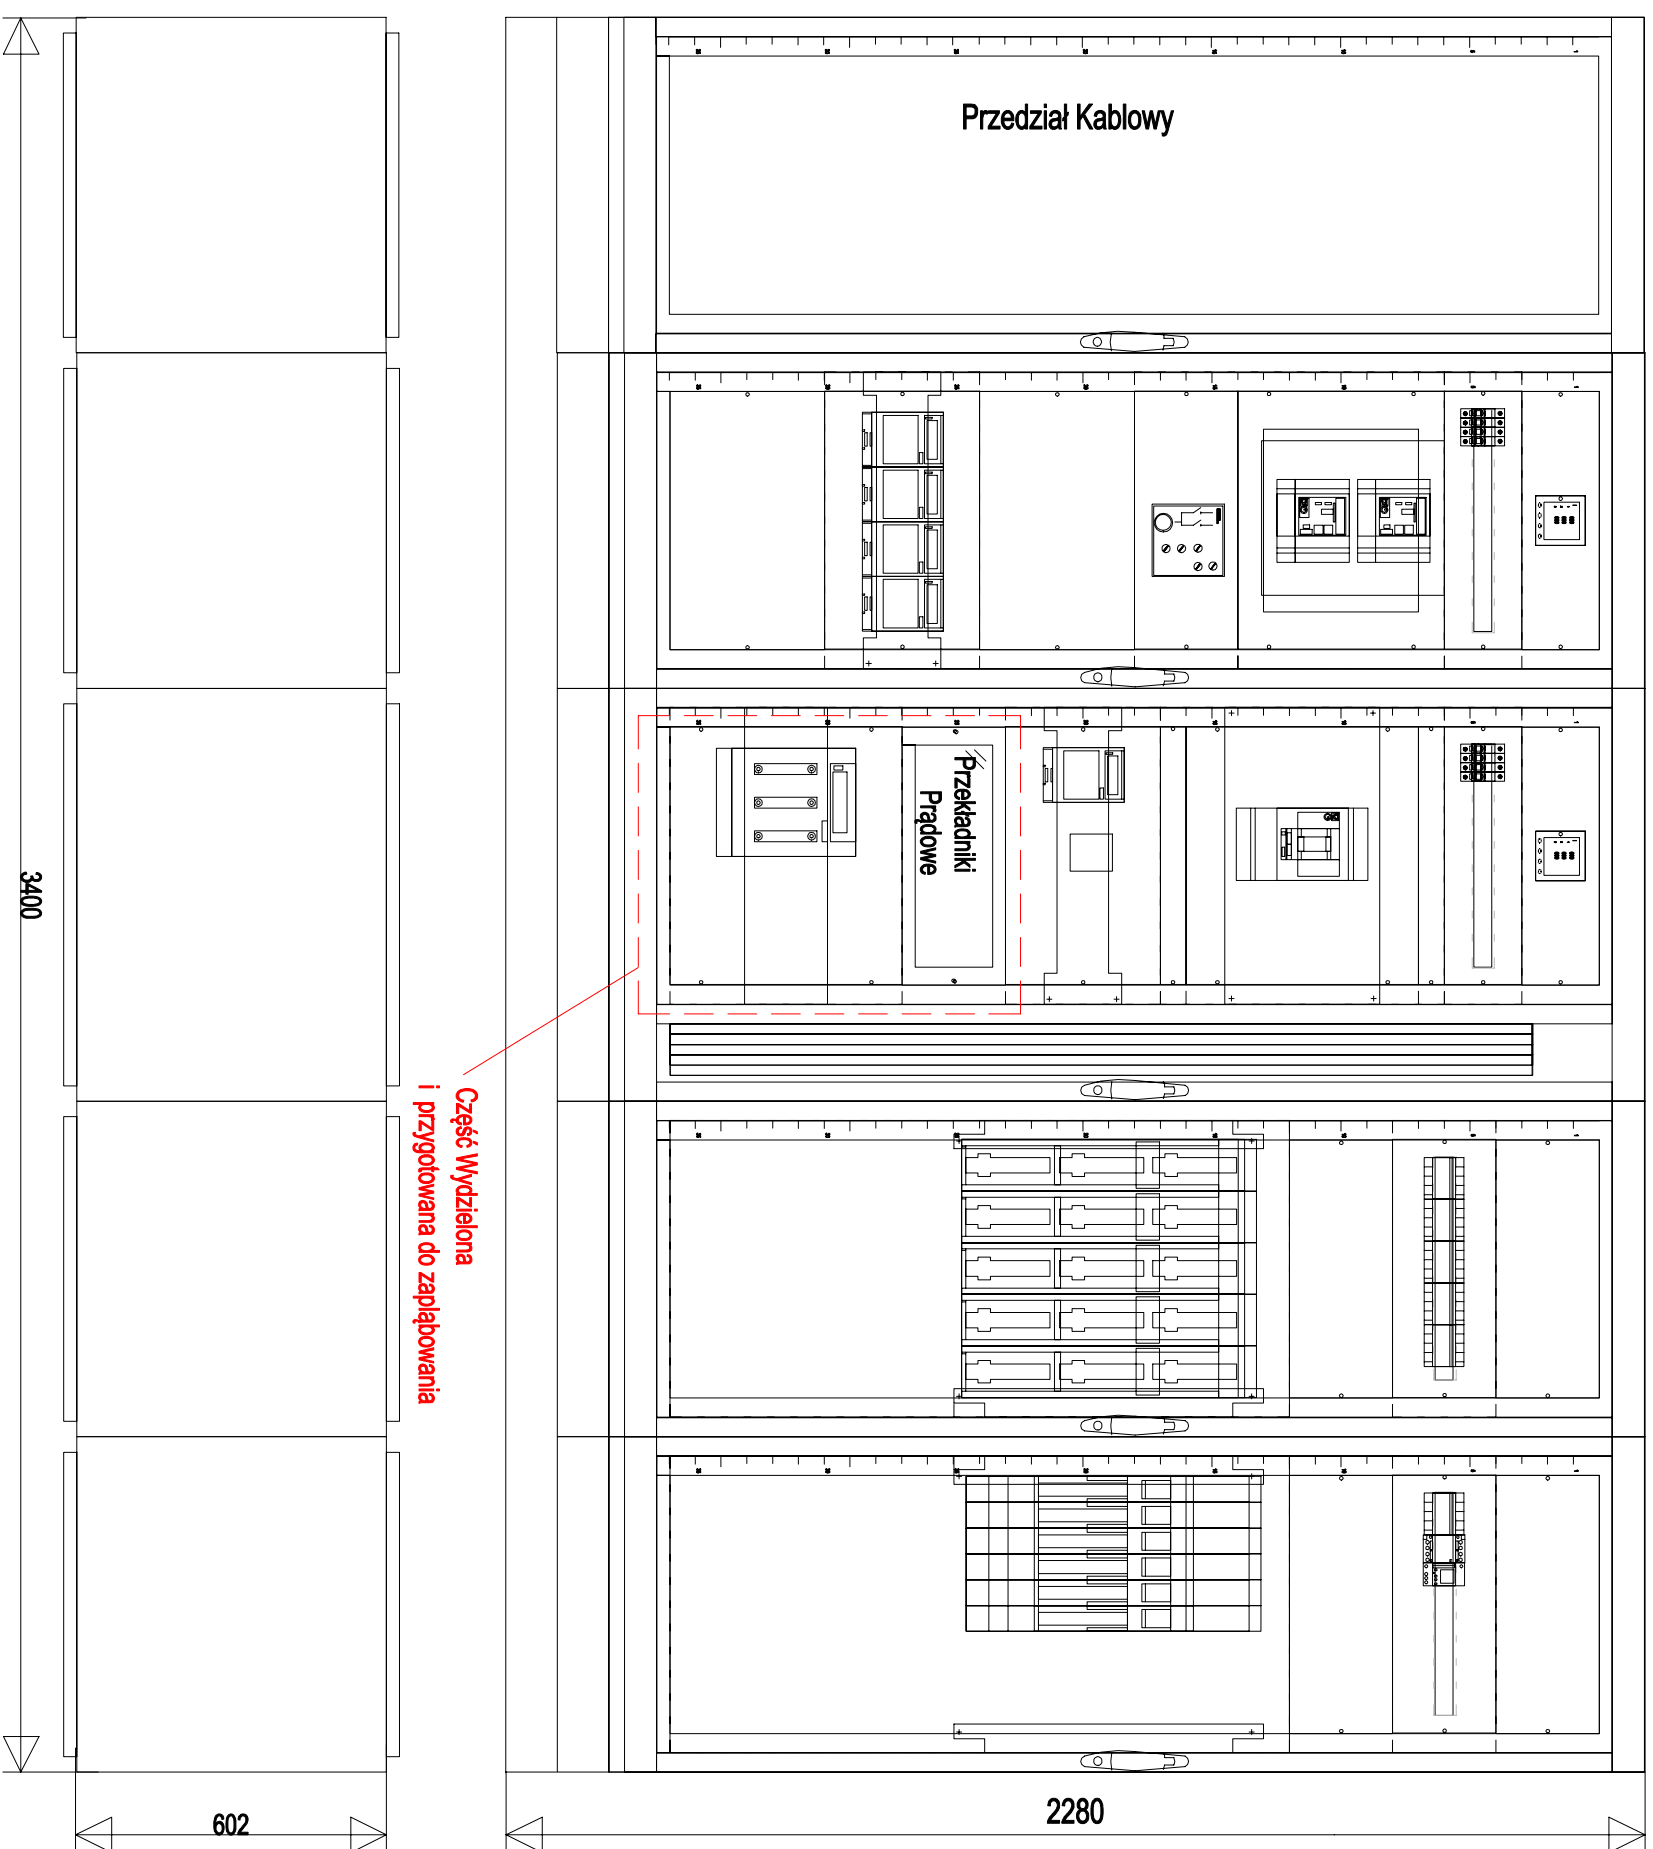 Przedział Kablowy
Przekładniki
Prądowe
3400
Część Wydzielona
i przygotowana do zapląbowania
2280
602